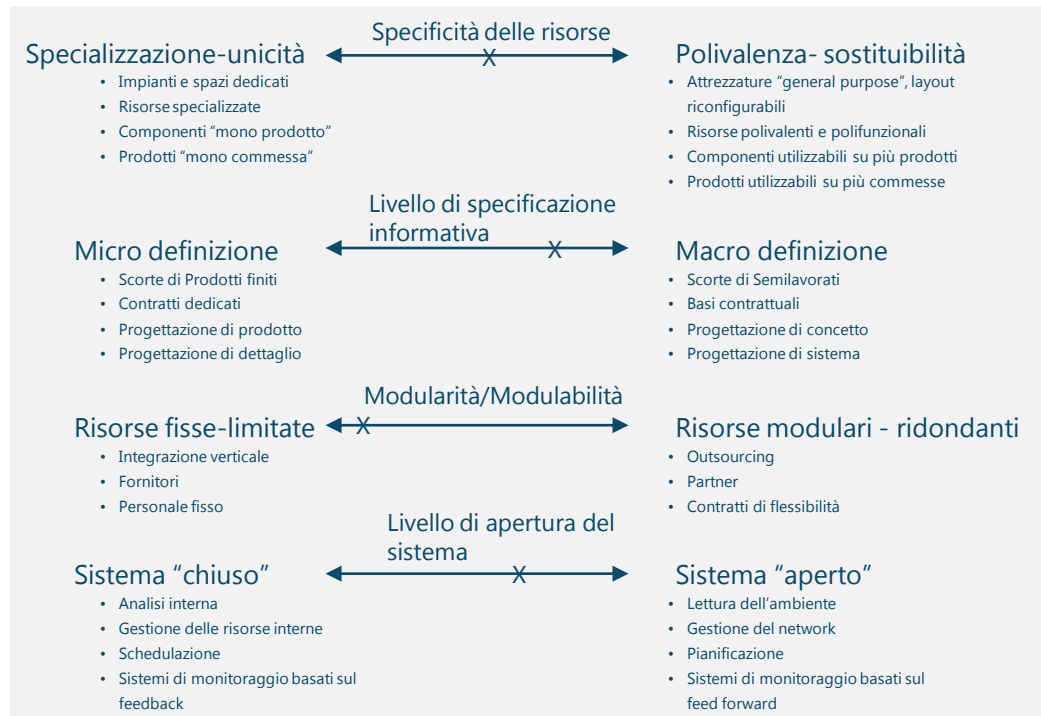 Specificità delle risorse
Specializzazione-unicità
X
Polivalenza- sostituibilità
• Impianti e spazi dedicati
• Risorse specializzate
• Componenti “mono prodotto”
• Prodotti “mono commessa”
• Attrezzature “general purpose”, layout
riconfigurabili
• Risorse polivalenti e polifunzionali
• Componenti utilizzabili su più prodotti
• Prodotti utilizzabili su più commesse
Livello di specificazione
informativa
Micro definizione
X
Macro definizione
• Scorte di Prodotti finiti
• Contratti dedicati
• Progettazione di prodotto
• Progettazione di dettaglio
• Scorte di Semilavorati
• Basi contrattuali
• Progettazione di concetto
• Progettazione di sistema
Modularità/Modulabilità
Risorse fisse-limitate
X
Risorse modulari - ridondanti
• Integrazione verticale
• Fornitori
• Personale fisso
• Outsourcing
• Partner
• Contratti di flessibilità
Livello di apertura del
sistema
Sistema “chiuso”
X
Sistema “aperto”
• Analisi interna
• Gestione delle risorse interne
• Schedulazione
• Sistemi di monitoraggio basati sul
feedback
• Lettura dell’ambiente
• Gestione del network
• Pianificazione
• Sistemi di monitoraggio basati sul
feed forward